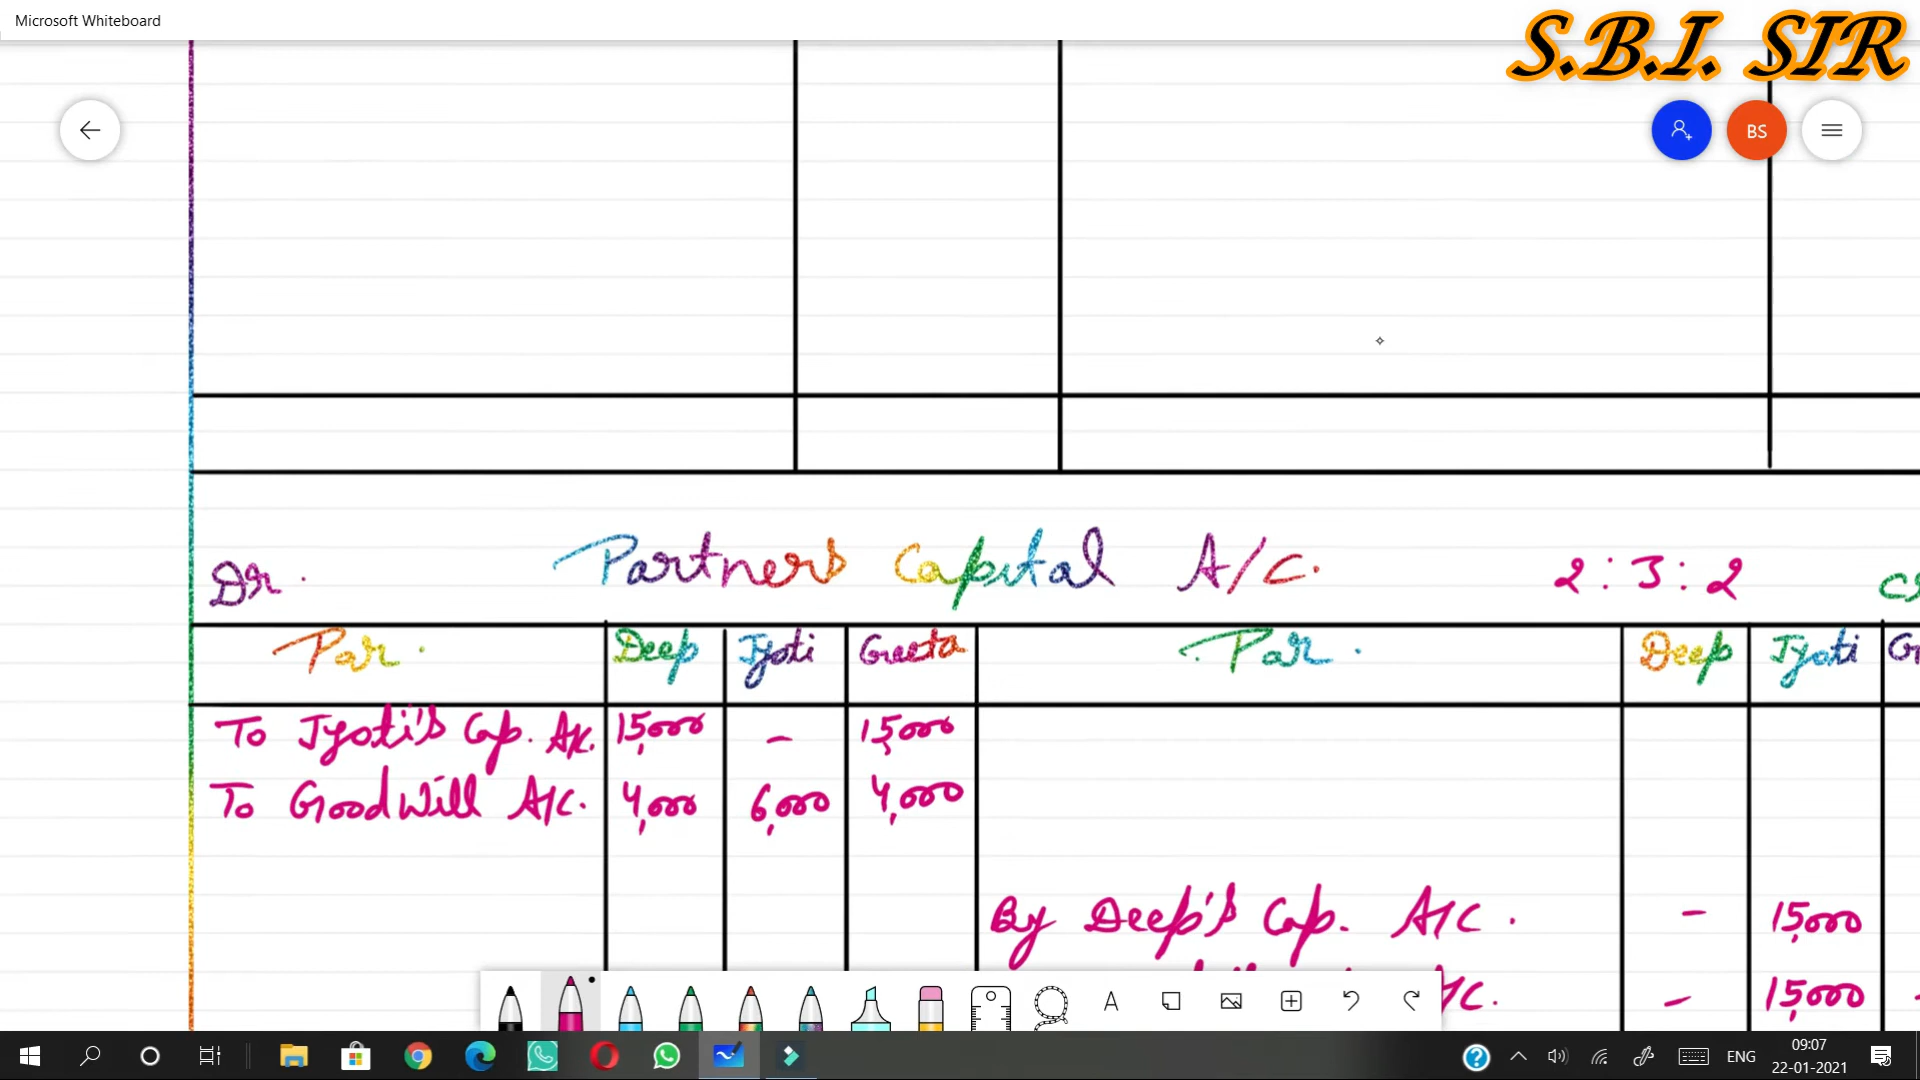 Microsoft Whiteboard
S.B.I. SIR
BS
Dr. Partners Capital A/C. 2:3:2
Par. Deep Jyoti Geeta Par. Deep Jyoti
To Jyoti's Cap. A/c. 15,000 - 15,000
To GoodWill A/C. 4,000 6,000 4,000
By Deep's Cap. A/C. - 15,000
- 15,000
A
ENG
09:07
22-01-2021